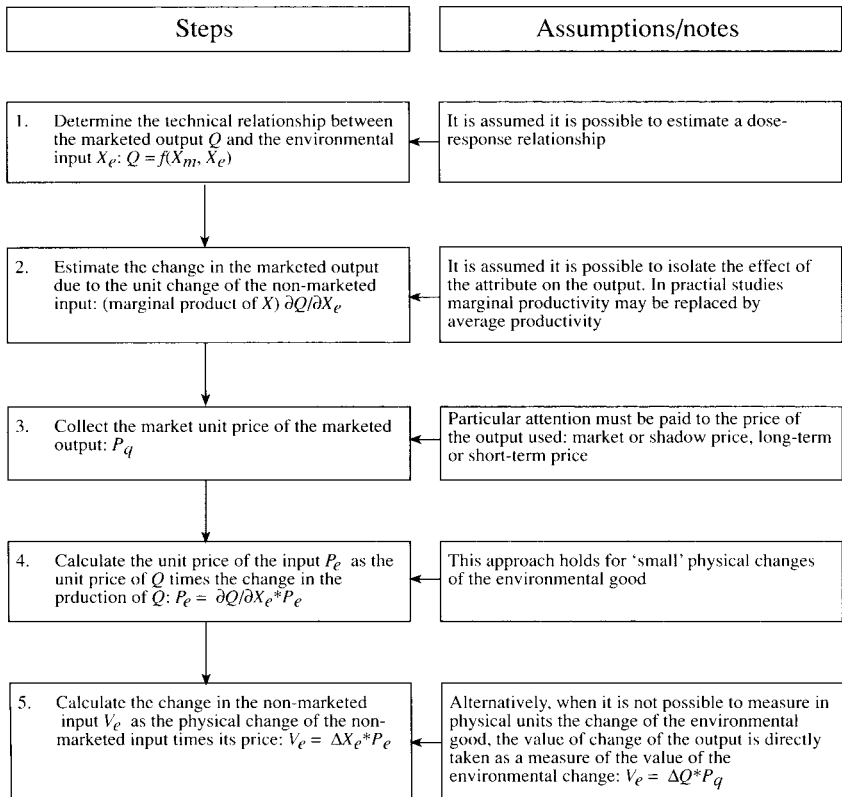 Steps
Assumptions/notes
1. Determine the technical relationship between
the marketed output Q and the environmental
input Xe: Q = f(Xm, Xe)
It is assumed it is possible to estimate a dose-
response relationship
2. Estimate the change in the marketed output
due to the unit change of the non-marketed
input: (marginal product of X) ∂Q/∂Xe
It is assumed it is possible to isolate the effect of
the attribute on the output. In practial studies
marginal productivity may be replaced by
average productivity
3. Collect the market unit price of the marketed
output: Pq
Particular attention must be paid to the price of
the output used: market or shadow price, long-term
or short-term price
4. Calculate the unit price of the input Pe as the
unit price of Q times the change in the
prduction of Q: Pe = ∂Q/∂Xe*Pe
This approach holds for ‘small’ physical changes
of the environmental good
5. Calculate the change in the non-marketed
input Ve as the physical change of the non-
marketed input times its price: Ve = ΔXe*Pe
Alternatively, when it is not possible to measure in
physical units the change of the environmental
good, the value of change of the output is directly
taken as a measure of the value of the
environmental change: Ve = ΔQ*Pq